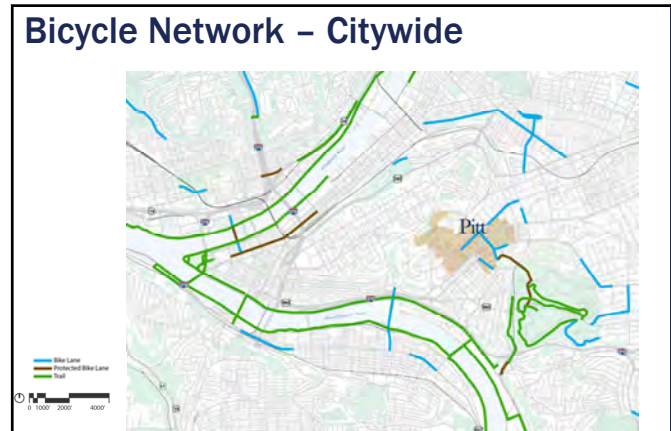 Bicycle Network – Citywide
Pitt
Bike Lane
Protected Bike Lane
Trail
0 1000' 2000' 4000'